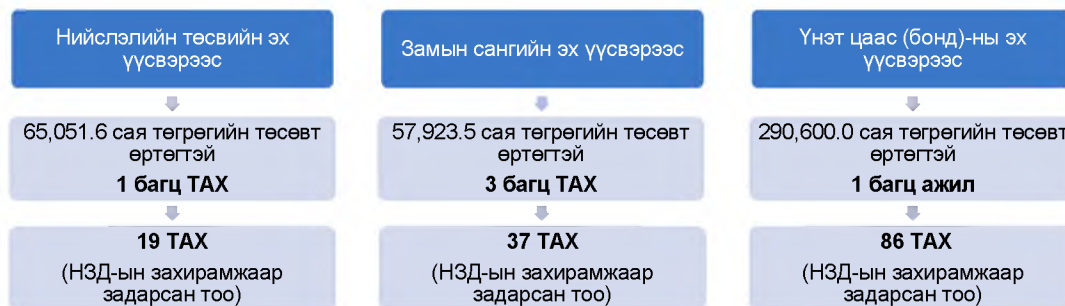 Нийслэлийн төсвийн эх
үүсвэрээс
65,051.6 сая төгрөгийн төсөвт
өртөгтэй
1 багц ТАХ
19 ТАХ
(НЗД-ын захирамжаар
задарсан тоо)
Замын сангийн эх үүсвэрээс
57,923.5 сая төгрөгийн төсөвт
өртөгтэй
3 багц ТАХ
37 ТАХ
(НЗД-ын захирамжаар
задарсан тоо)
Үнэт цаас (бонд)-ны эх
үүсвэрээс
290,600.0 сая төгрөгийн төсөвт
өртөгтэй
1 багц ажил
86 ТАХ
(НЗД-ын захирамжаар
задарсан тоо)